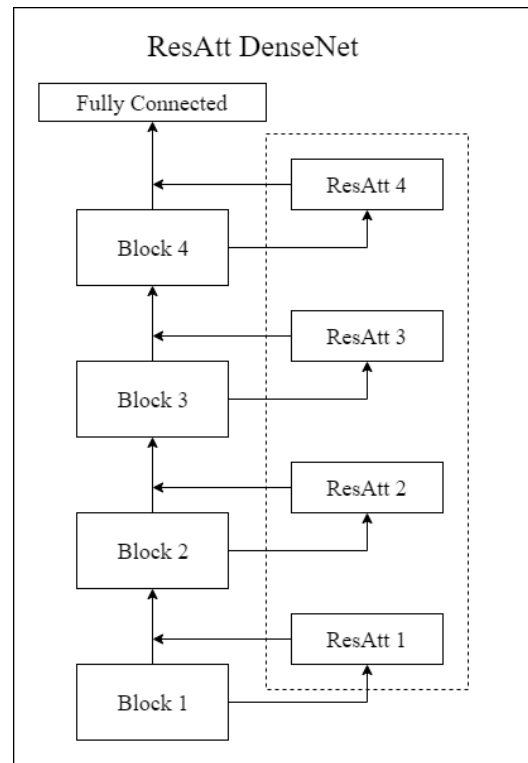 ResAtt DenseNet
Fully Connected
ResAtt 4
Block 4
ResAtt 3
Block 3
ResAtt 2
Block 2
ResAtt 1
Block 1